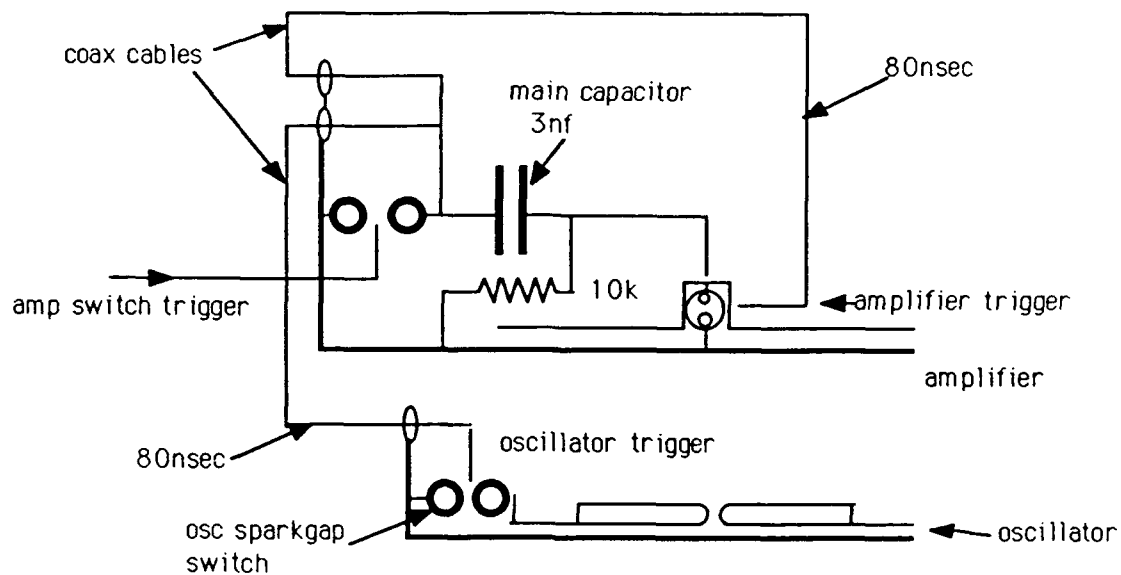 coax cables
80nsec
main capacitor
3nf
amp switch trigger
10k
amplifier trigger
amplifier
80nsec
oscillator trigger
osc sparkgap
switch
oscillator